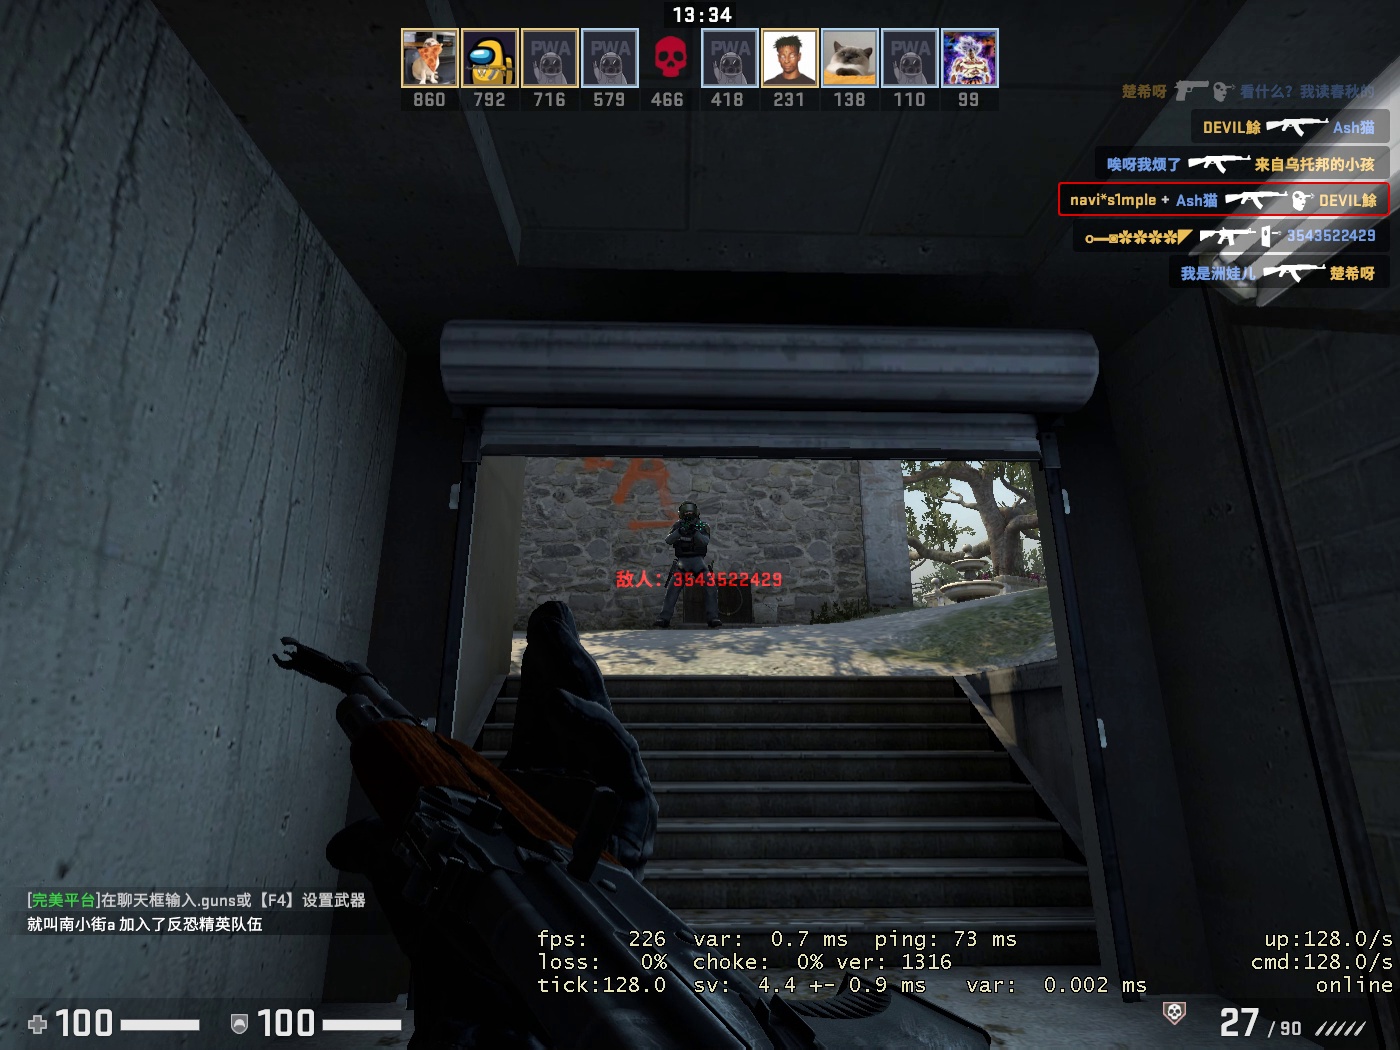 13:34
PWA PWA PWA PWA
860 792 716 579 466 418 231 138 110 99
楚希呀 看什么？我读春秋的
DEVIL鮽 Ash猫
唉呀我烦了 来自乌托邦的小孩
navi*s1mple + Ash猫 DEVIL鮽
3543522429
我是洲娃儿 楚希呀
A
敌人：3543522429
[完美平台]在聊天框输入.guns或【F4】设置武器
就叫南小街a 加入了反恐精英队伍
fps: 226 var: 0.7 ms ping: 73 ms
loss: 0% choke: 0% ver: 1316
tick:128.0 sv: 4.4 +- 0.9 ms var: 0.002 ms
up:128.0/s
cmd:128.0/s
online
100 100
27 / 90